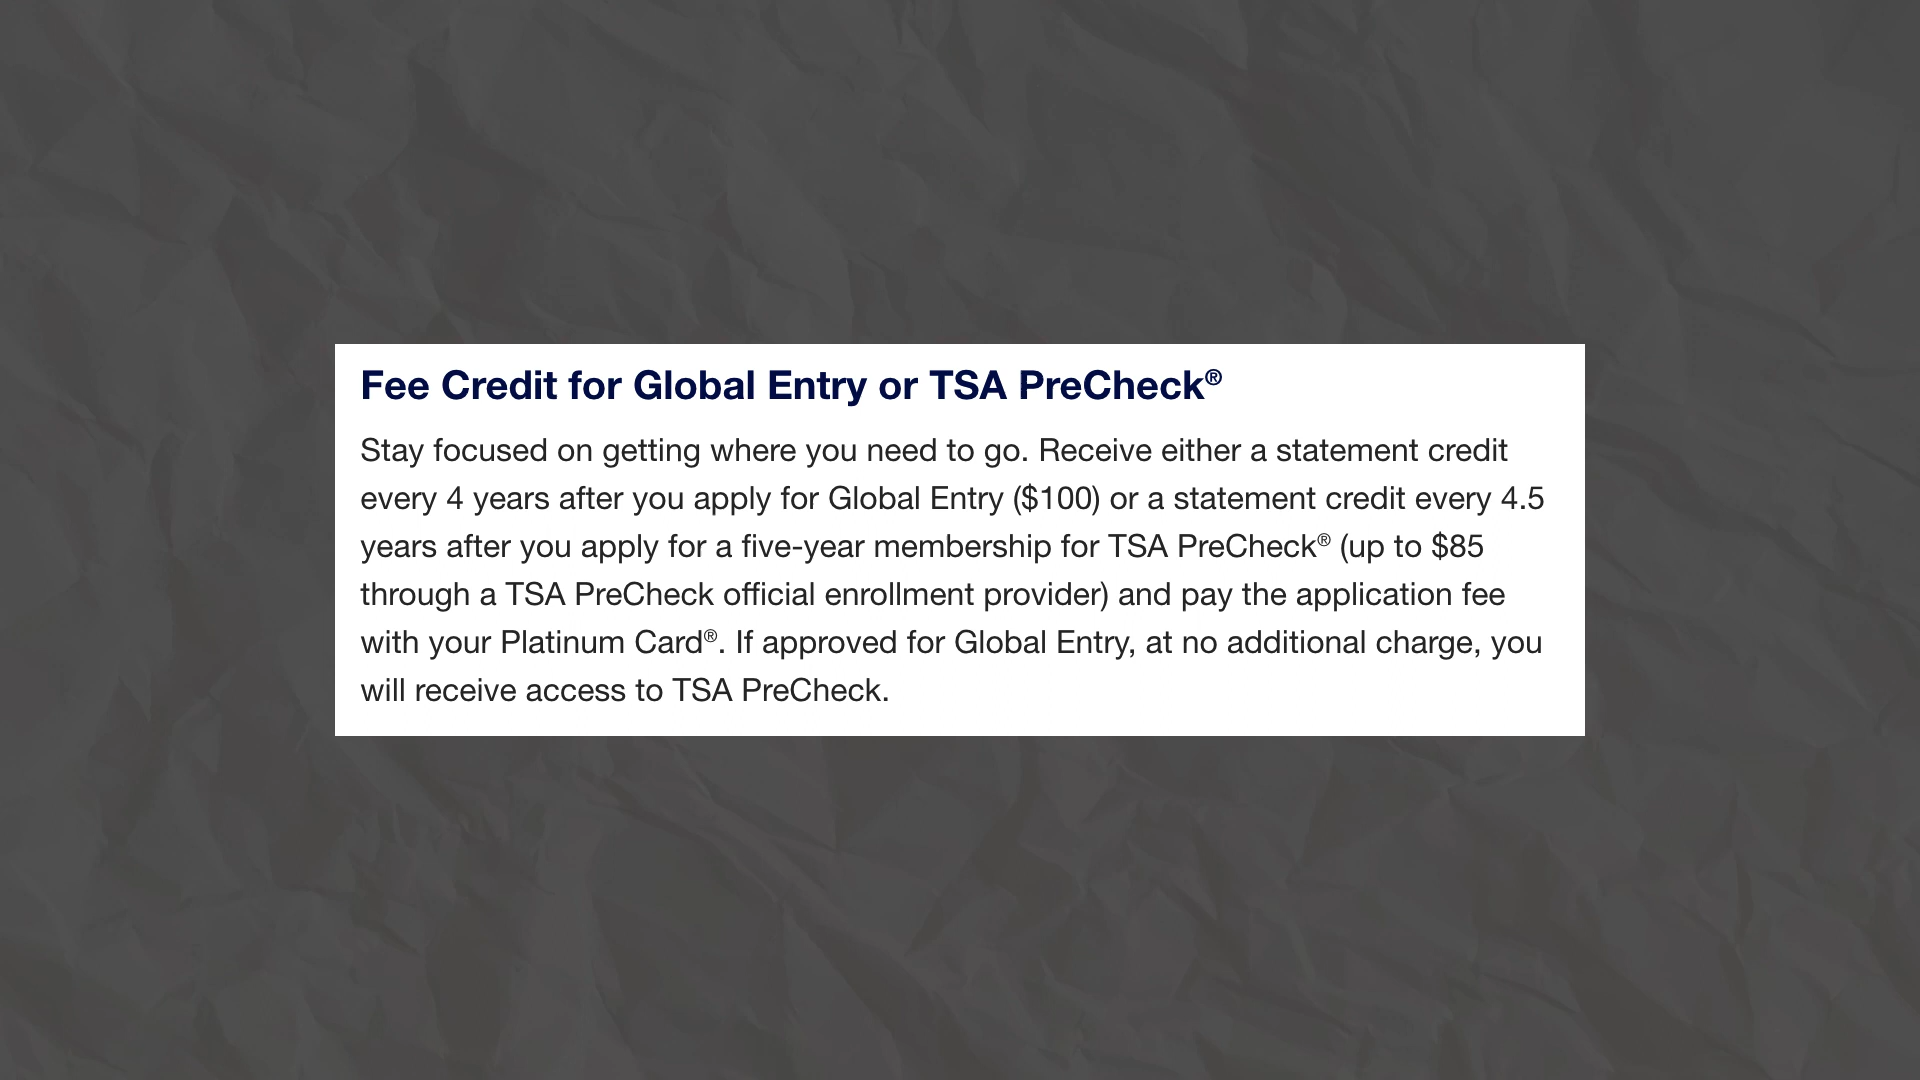 Fee Credit for Global Entry or TSA PreCheck®
Stay focused on getting where you need to go. Receive either a statement credit
every 4 years after you apply for Global Entry ($100) or a statement credit every 4.5
years after you apply for a five-year membership for TSA PreCheck® (up to $85
through a TSA PreCheck official enrollment provider) and pay the application fee
with your Platinum Card®. If approved for Global Entry, at no additional charge, you
will receive access to TSA PreCheck.